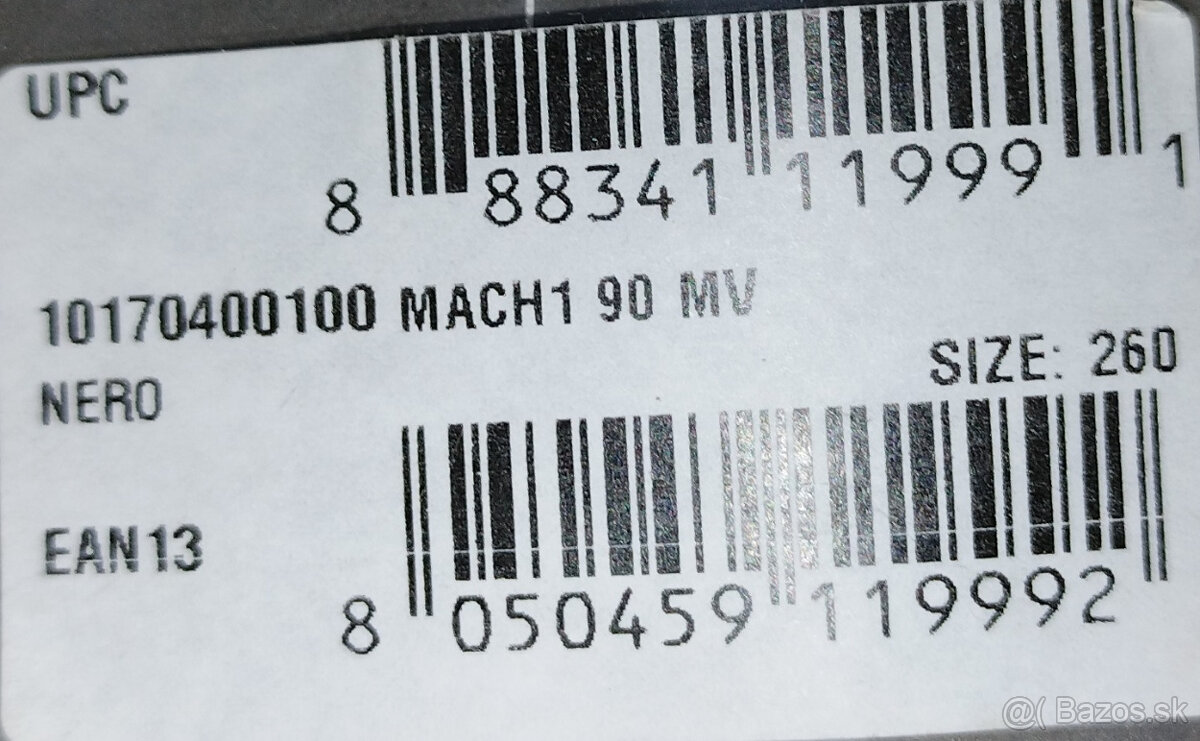 UPC
8 88341 11999 1
10170400100 MACH1 90 MV
NERO
SIZE: 260
EAN13
8 050459 119992
@( Bazos.sk